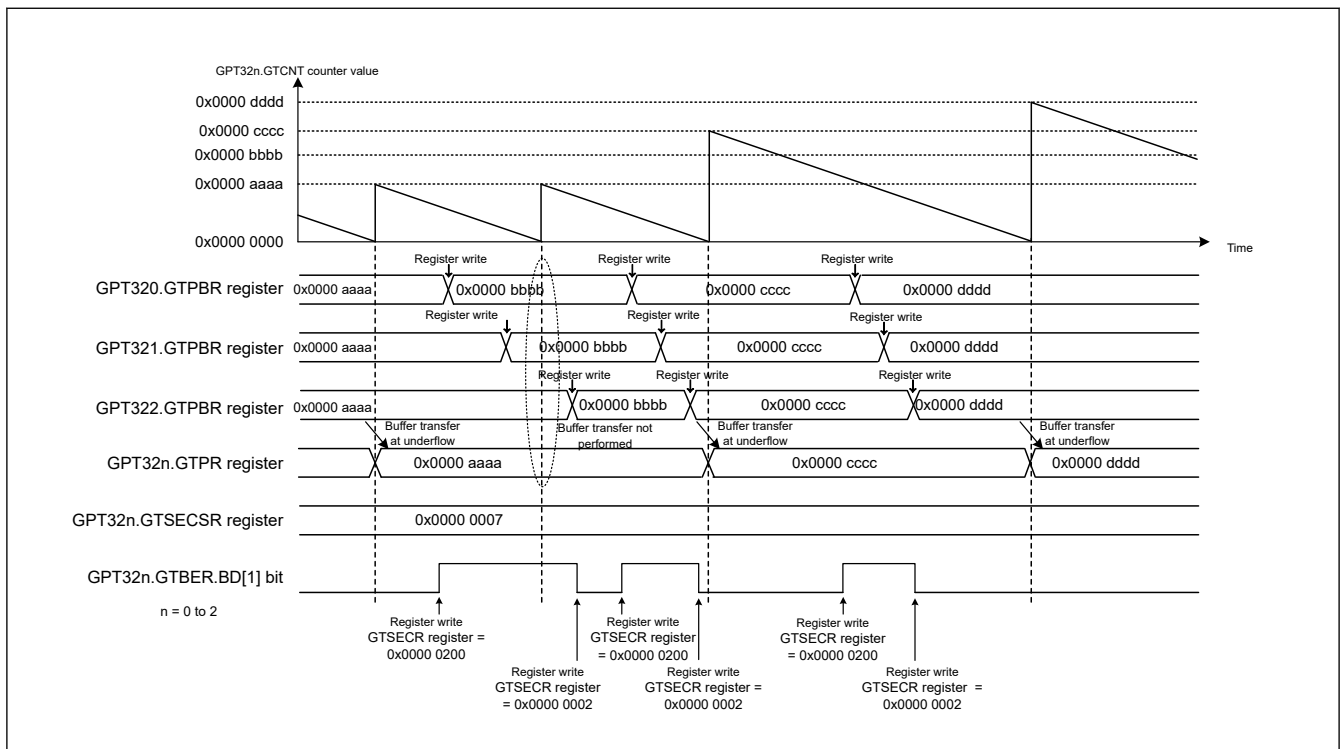 GPT32n.GTCNT counter value
0x0000 dddd
0x0000 cccc
0x0000 bbbb
0x0000 aaaa
0x0000 0000
Time
Register write Register write Register write
GPT320.GTPBR register 0x0000 aaaa 0x0000 bbbb 0x0000 cccc 0x0000 dddd
Register write Register write Register write
GPT321.GTPBR register 0x0000 aaaa 0x0000 bbbb 0x0000 cccc 0x0000 dddd
Register write Register write Register write
GPT322.GTPBR register 0x0000 aaaa 0x0000 bbbb 0x0000 cccc 0x0000 dddd
Buffer transfer
at underflow
Buffer transfer not
performed
Buffer transfer
at underflow
Buffer transfer
at underflow
GPT32n.GTPR register 0x0000 aaaa 0x0000 cccc 0x0000 dddd
GPT32n.GTSECSR register 0x0000 0007
GPT32n.GTBER.BD[1] bit
n = 0 to 2
Register write
GTSECR register =
0x0000 0200
Register write
GTSECR register
= 0x0000 0002
Register write
GTSECR register
= 0x0000 0200
Register write
GTSECR register =
0x0000 0002
Register write
GTSECR register
= 0x0000 0200
Register write
GTSECR register =
0x0000 0002